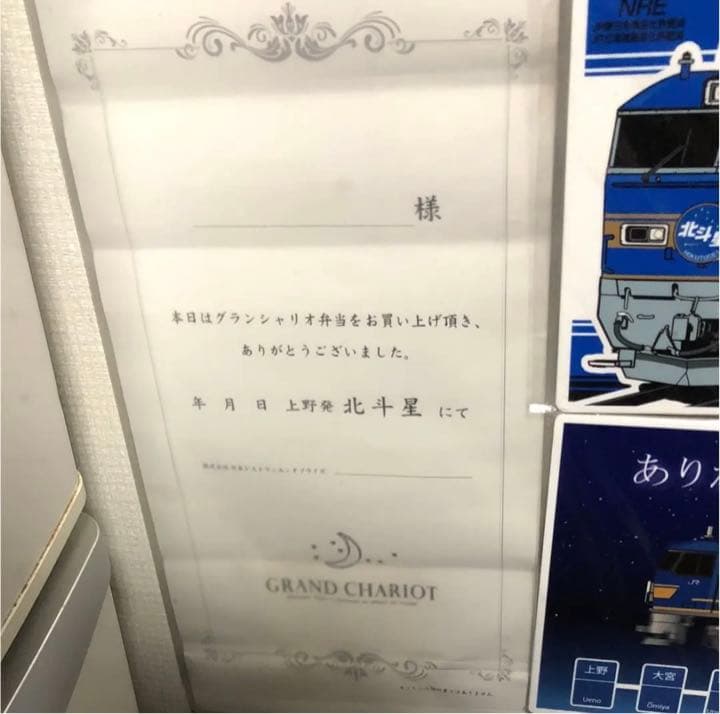 様
本日はグランシャリオ弁当をお買い上げ頂き、
ありがとうございました。
年 月 日 上野発 北斗星 にて
GRAND CHARIOT
NRE
北斗星
ありが
JR
上野
Ueno
大宮
Ōmiya